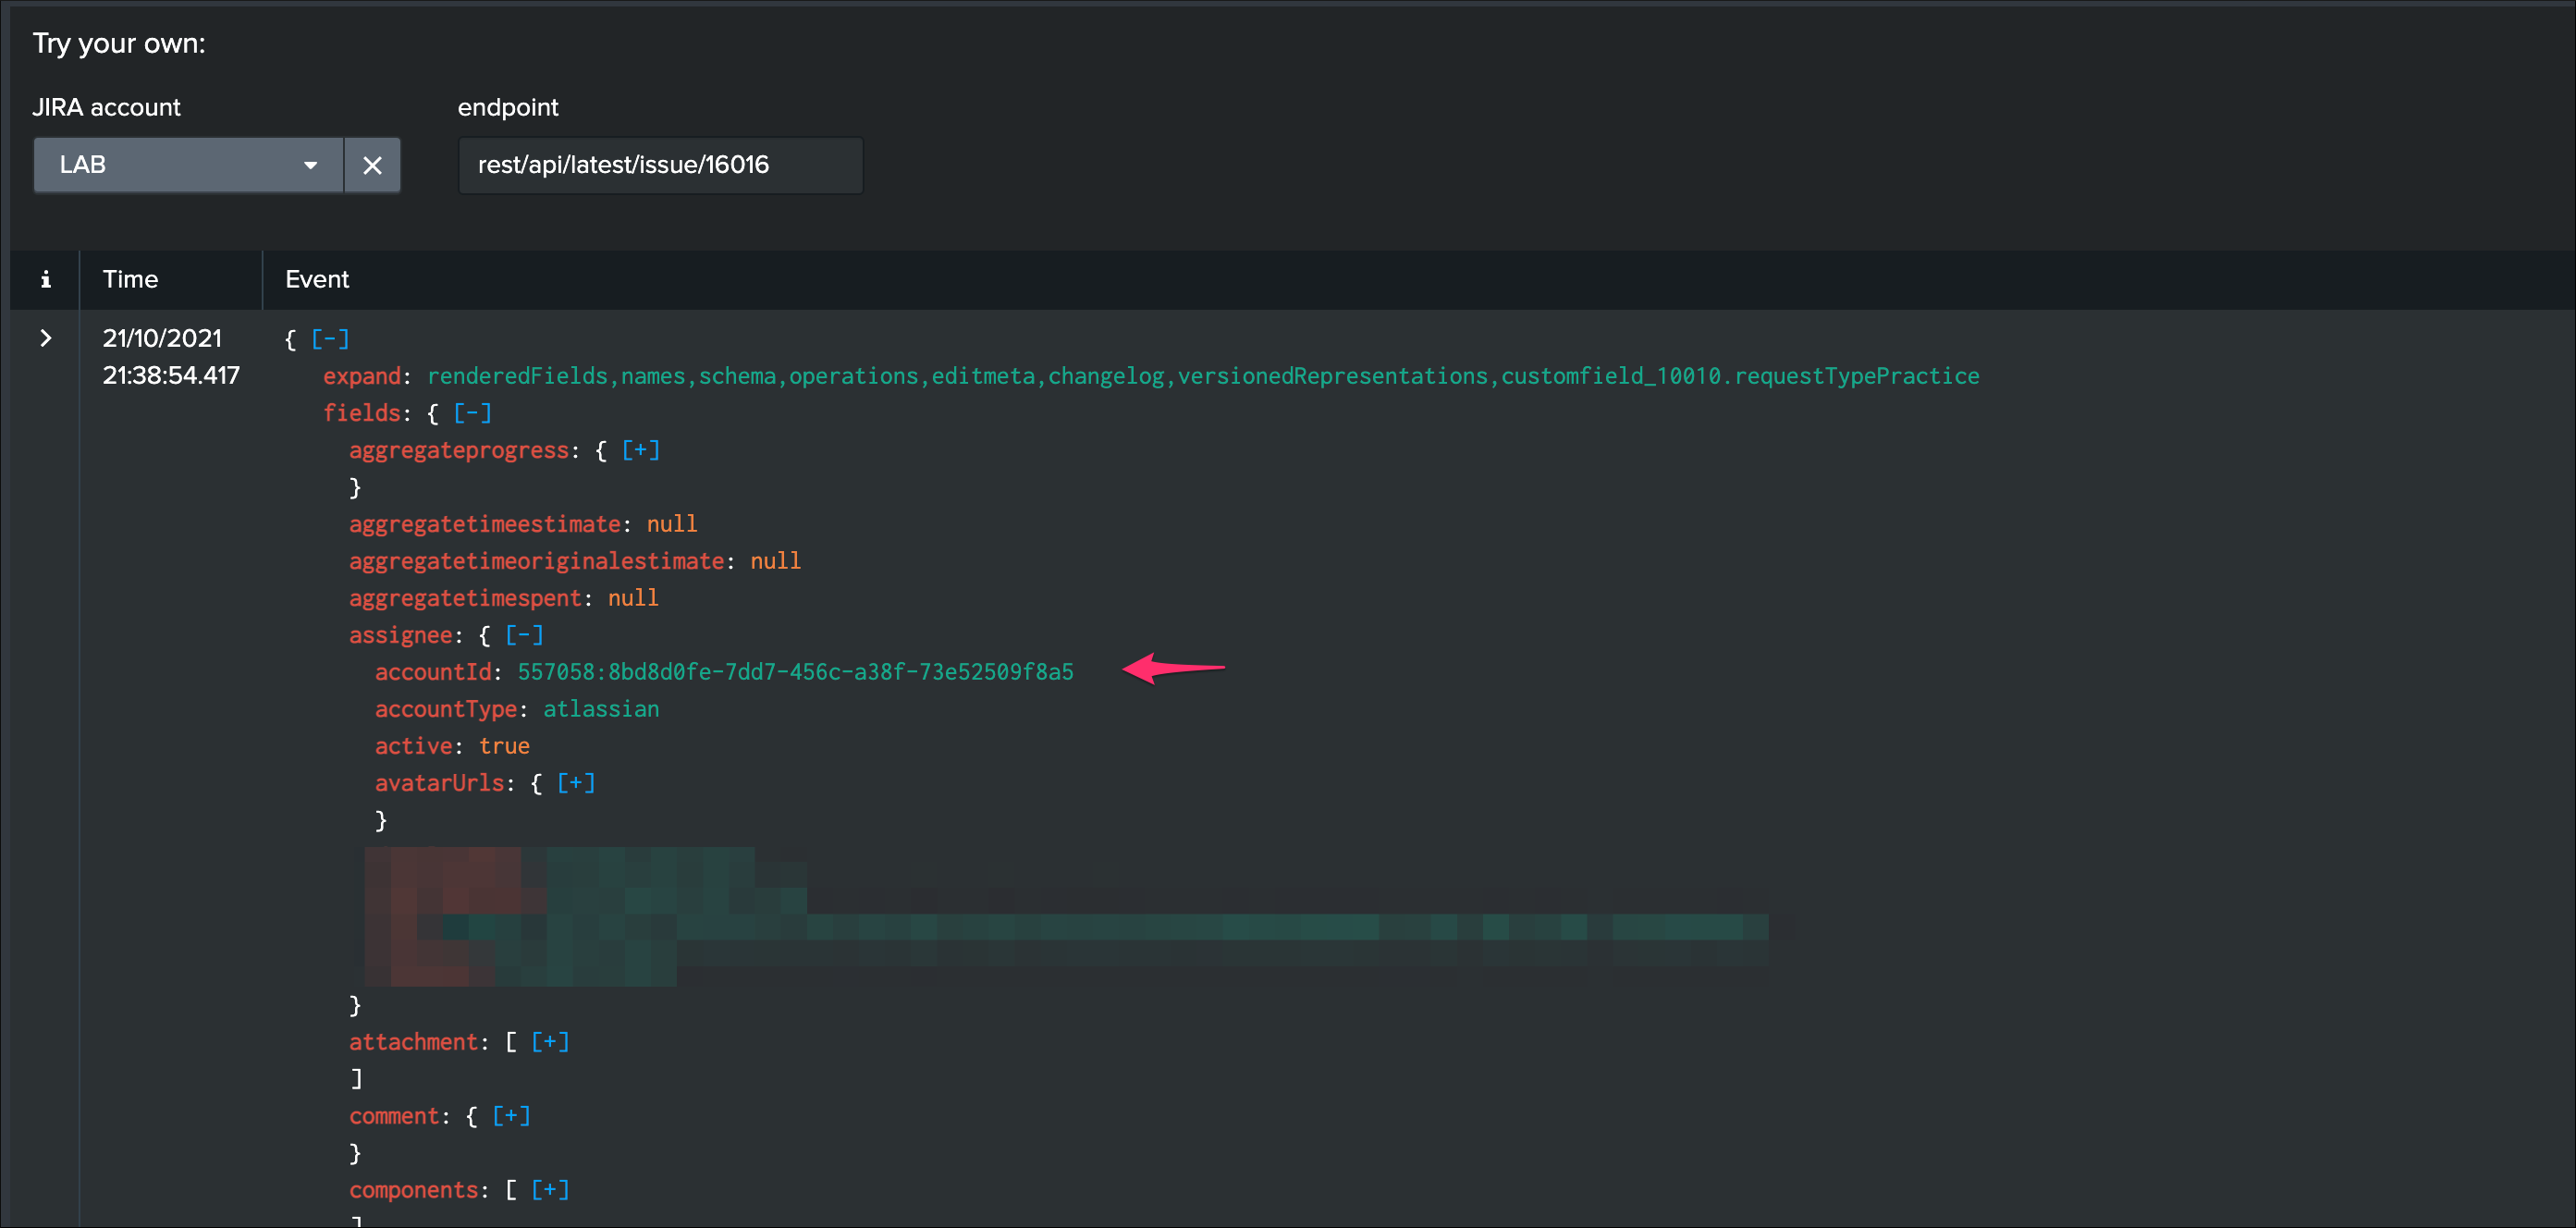 Try your own:
JIRA account
endpoint
LAB
rest/api/latest/issue/16016
i Time Event
21/10/2021
21:38:54.417
{ [-]
expand: renderedFields,names,schema,operations,editmeta,changelog,versionedRepresentations,customfield_10010.requestTypePractice
fields: { [-]
aggregateprogress: { [+]
}
aggregatetimeestimate: null
aggregatetimeoriginalestimate: null
aggregatetimespent: null
assignee: { [-]
accountId: 557058:8bd8d0fe-7dd7-456c-a38f-73e52509f8a5
accountType: atlassian
active: true
avatarUrls: { [+]
}
}
attachment: [ [+]
]
comment: { [+]
}
components: [ [+]
]